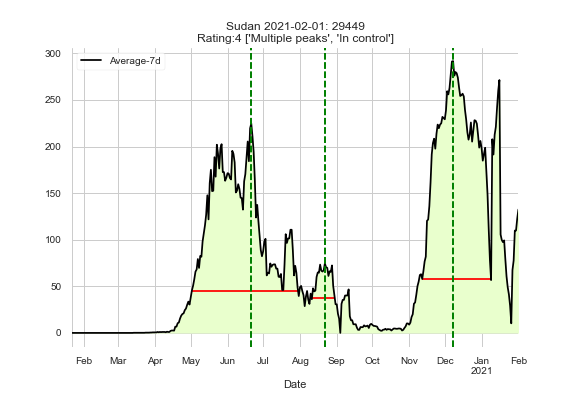 Sudan 2021-02-01: 29449
Rating:4 ['Multiple peaks', 'In control']
Average-7d
300
250
200
150
100
50
0
Feb Mar Apr May Jun Jul Aug Sep Oct Nov Dec Jan Feb
2021
Date